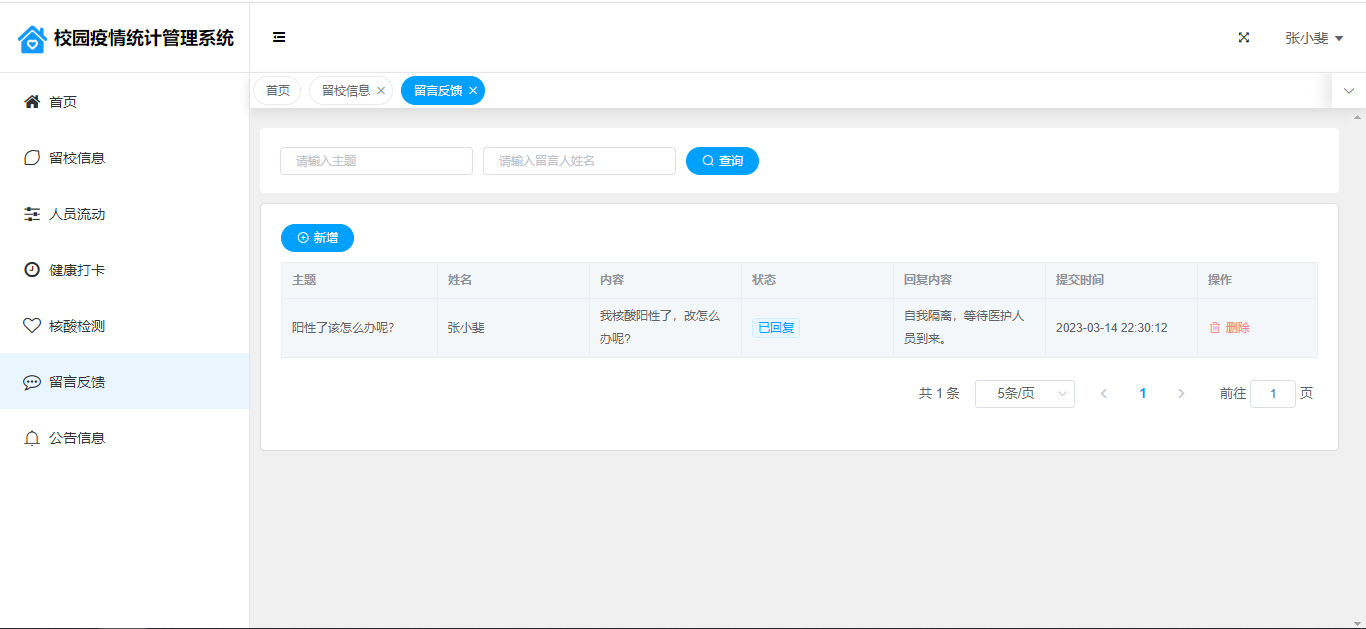 校园疫情统计管理系统
张小斐
首页
留校信息
人员流动
健康打卡
核酸检测
留言反馈
公告信息
首页 留校信息 留言反馈
请输入主题 请输入留言人姓名 查询
新增
主题 姓名 内容 状态 回复内容 提交时间 操作
阳性了该怎么办呢？ 张小斐 我核酸阳性了，改怎么
办呢？
已回复 自我隔离，等待医护人
员到来。
2023-03-14 22:30:12 删除
共 1 条 5条/页 1 前往 1 页